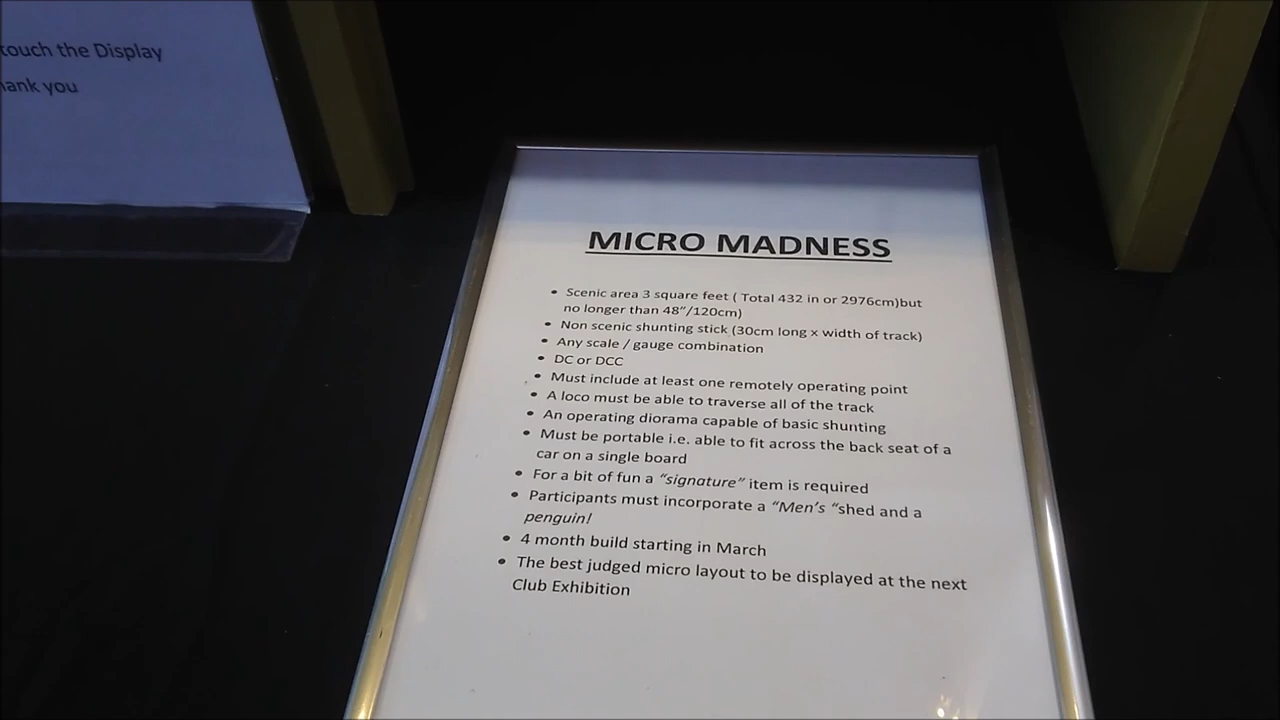 touch the Display
ank you
MICRO MADNESS
• Scenic area 3 square feet ( Total 432 in or 2976cm)but
no longer than 48"/120cm)
• Non scenic shunting stick (30cm long x width of track)
• Any scale / gauge combination
• DC or DCC
• Must include at least one remotely operating point
• A loco must be able to traverse all of the track
• An operating diorama capable of basic shunting
• Must be portable i.e. able to fit across the back seat of a
car on a single board
• For a bit of fun a "signature" item is required
• Participants must incorporate a "Men's "shed and a
penguin!
• 4 month build starting in March
• The best judged micro layout to be displayed at the next
Club Exhibition